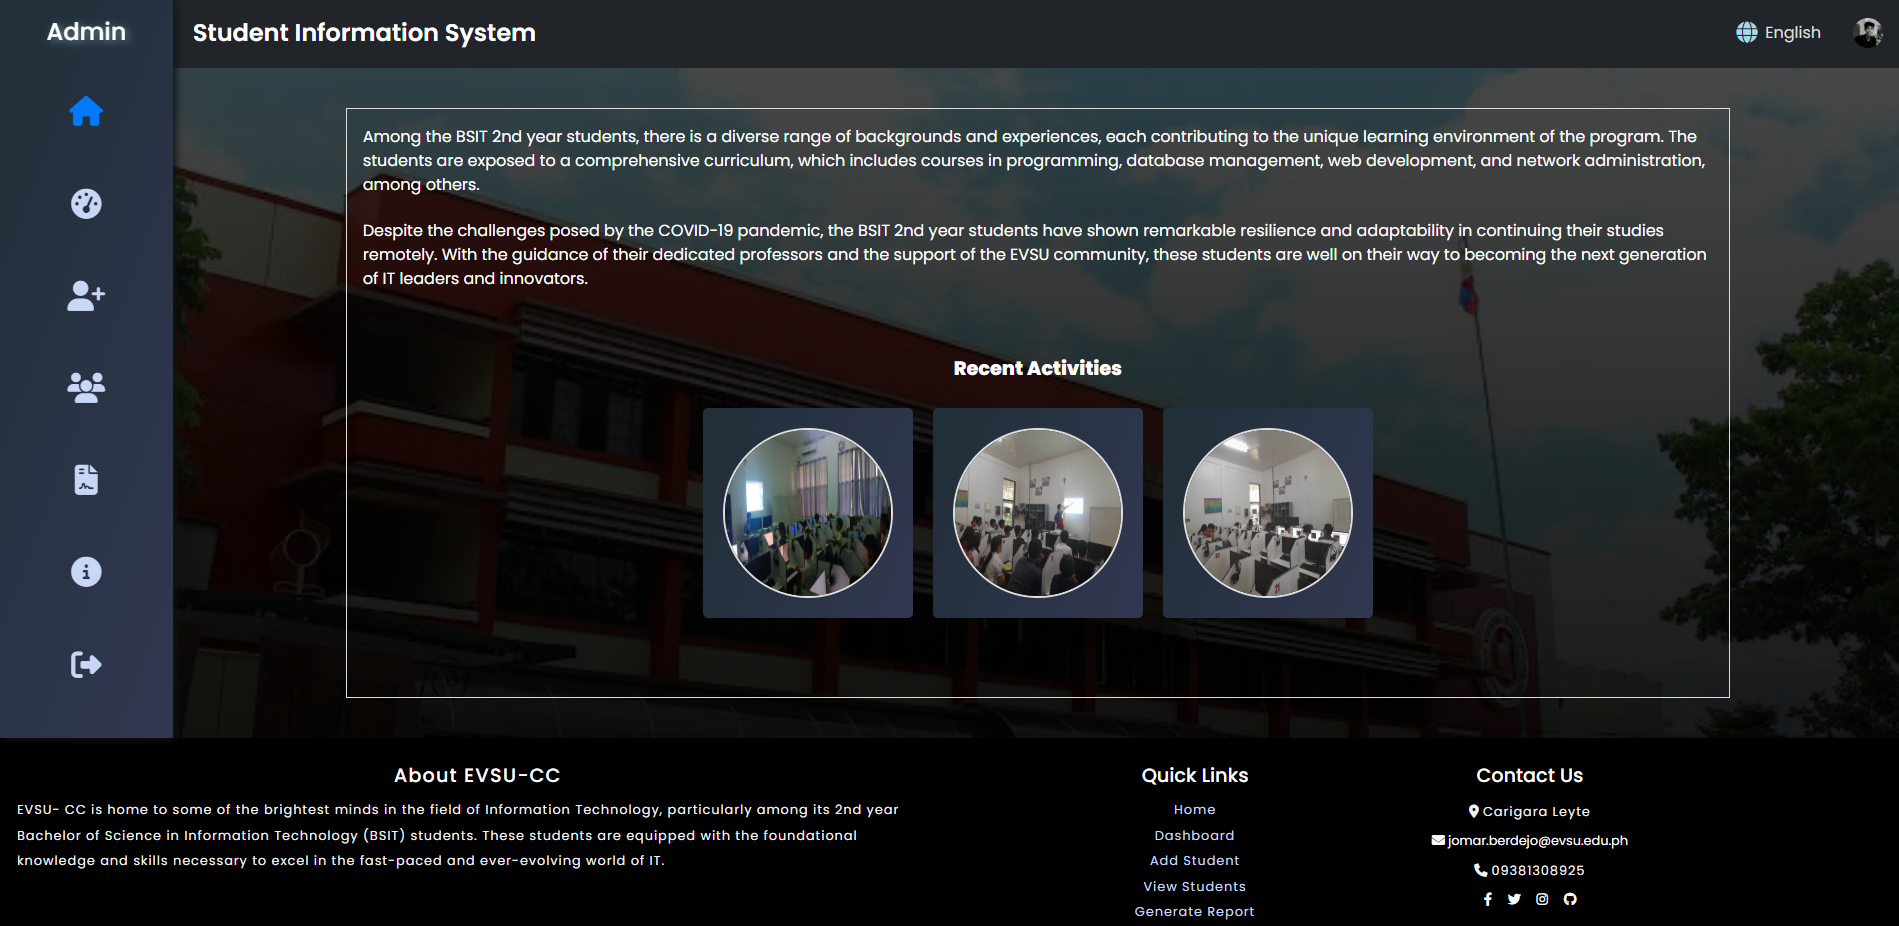 Admin
Student Information System
English
Among the BSIT 2nd year students, there is a diverse range of backgrounds and experiences, each contributing to the unique learning environment of the program. The
students are exposed to a comprehensive curriculum, which includes courses in programming, database management, web development, and network administration,
among others.
Despite the challenges posed by the COVID-19 pandemic, the BSIT 2nd year students have shown remarkable resilience and adaptability in continuing their studies
remotely. With the guidance of their dedicated professors and the support of the EVSU community, these students are well on their way to becoming the next generation
of IT leaders and innovators.
Recent Activities
About EVSU-CC
EVSU- CC is home to some of the brightest minds in the field of Information Technology, particularly among its 2nd year
Bachelor of Science in Information Technology (BSIT) students. These students are equipped with the foundational
knowledge and skills necessary to excel in the fast-paced and ever-evolving world of IT.
Quick Links
Home
Dashboard
Add Student
View Students
Generate Report
Contact Us
Carigara Leyte
jomar.berdejo@evsu.edu.ph
09381308925